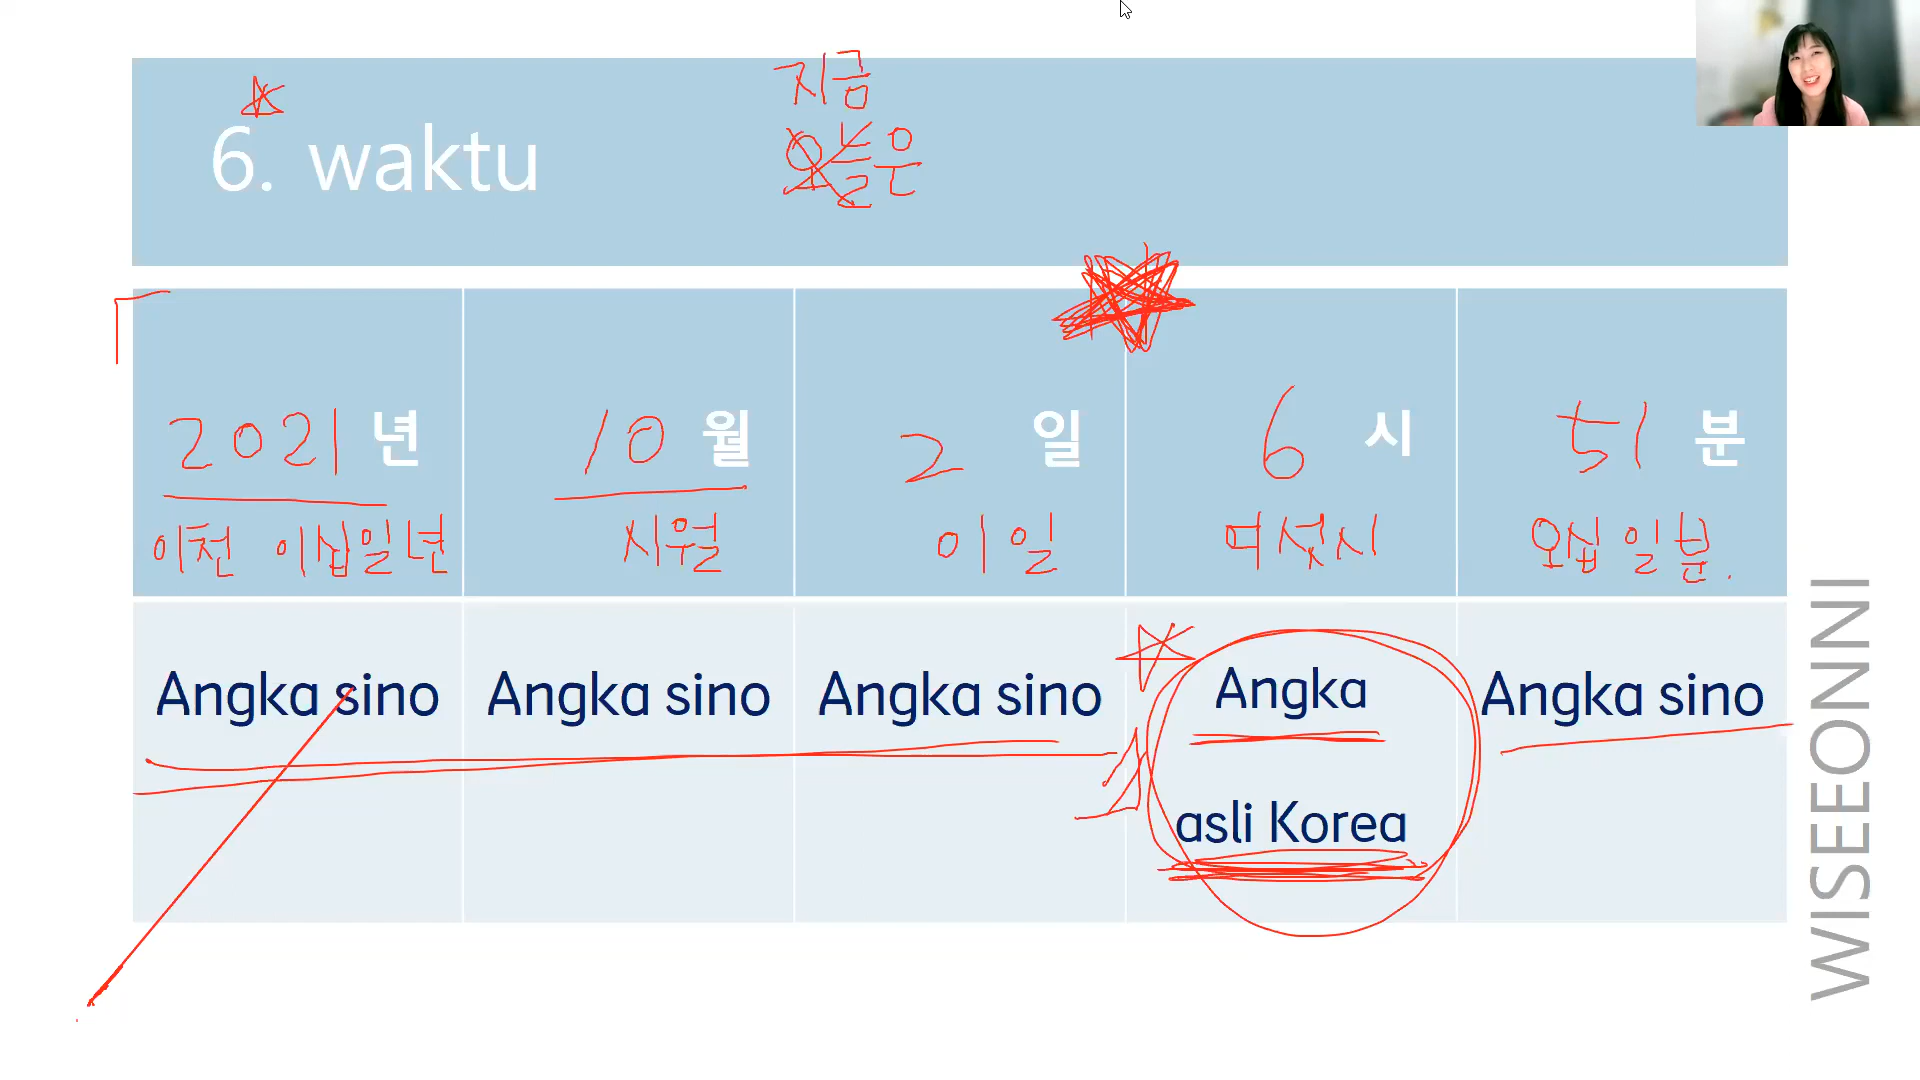 지금
6. waktu
오늘은
2021 년
10 월
2 일
6 시
51 분
이천 이십일년
시월
이일
여섯시
오십일분.
Angka sino
Angka sino
Angka sino
Angka
asli Korea
Angka sino
WISEEONNI